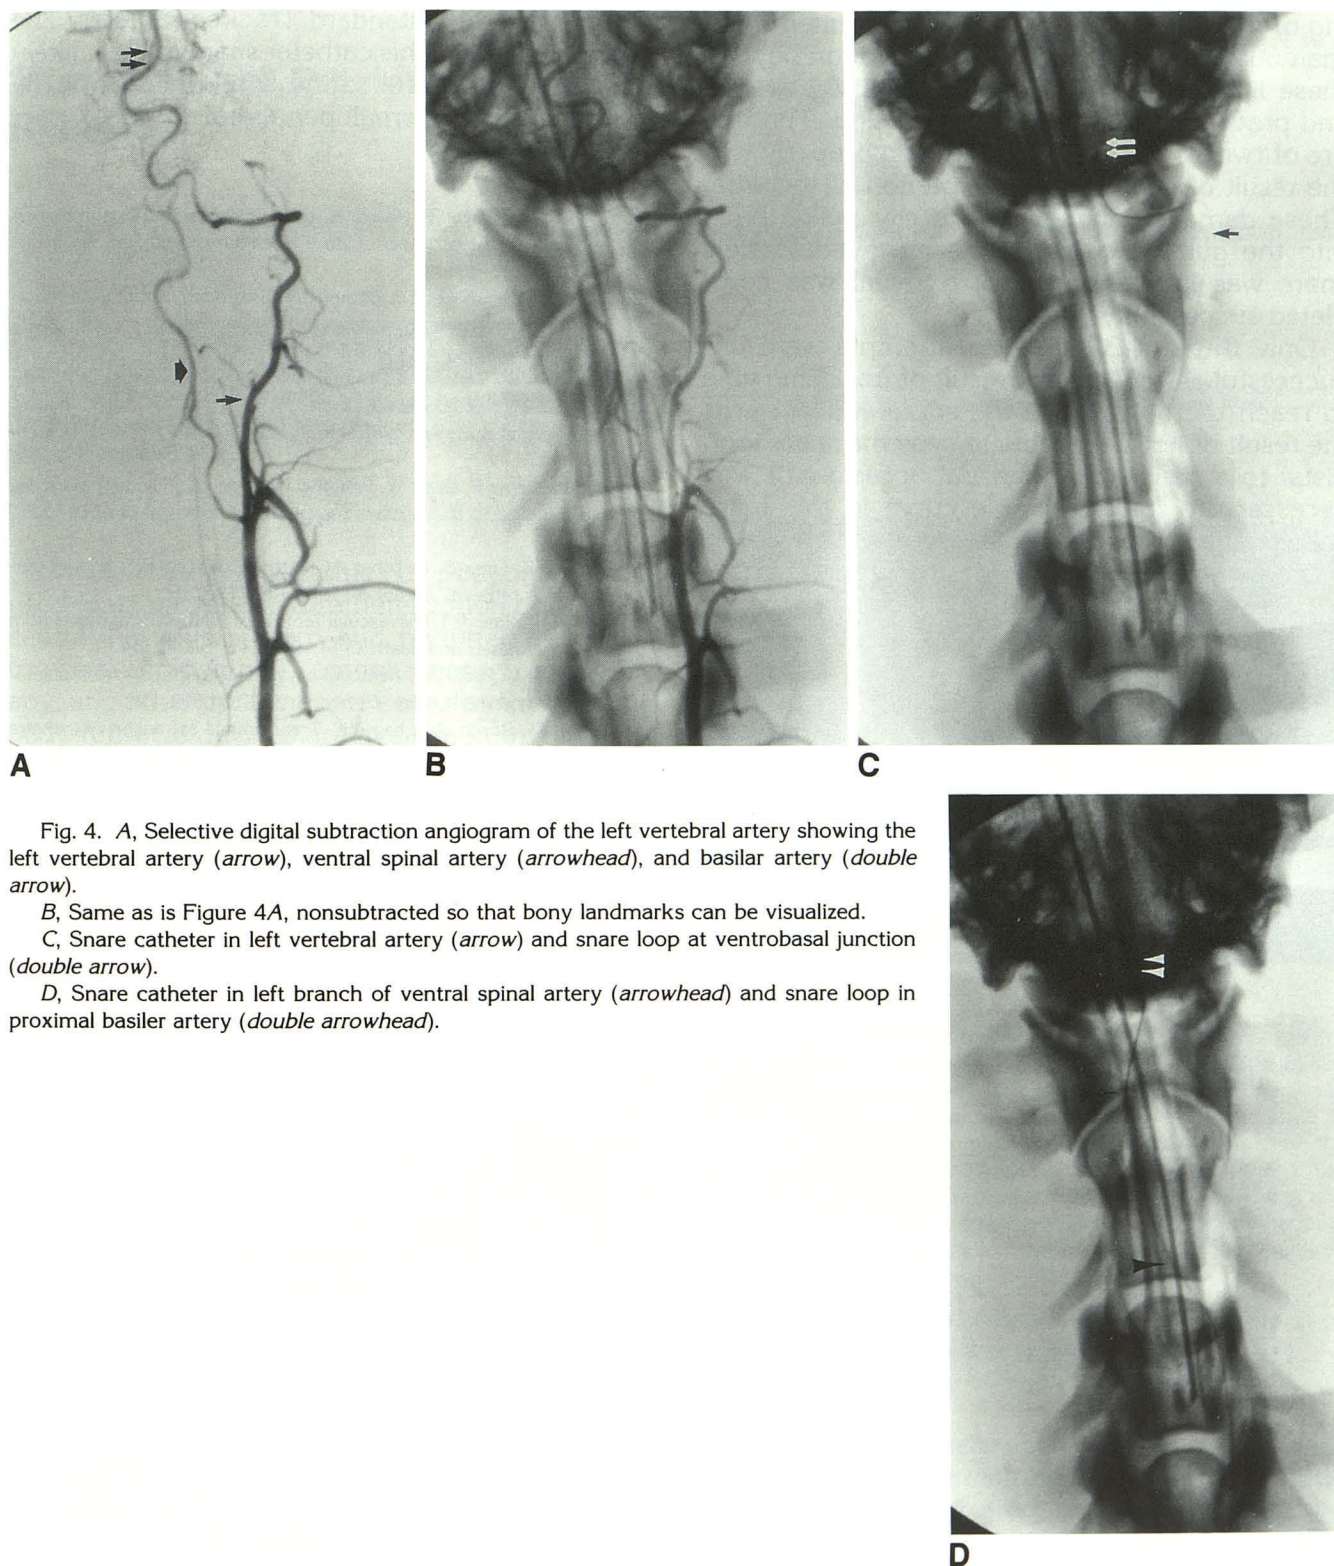 A
B
C
Fig. 4. A, Selective digital subtraction angiogram of the left vertebral artery showing the
left vertebral artery (arrow), ventral spinal artery (arrowhead), and basilar artery (double
arrow).
B, Same as is Figure 4A, nonsubtracted so that bony landmarks can be visualized.
C, Snare catheter in left vertebral artery (arrow) and snare loop at ventrobasal junction
(double arrow).
D, Snare catheter in left branch of ventral spinal artery (arrowhead) and snare loop in
proximal basiler artery (double arrowhead).
D